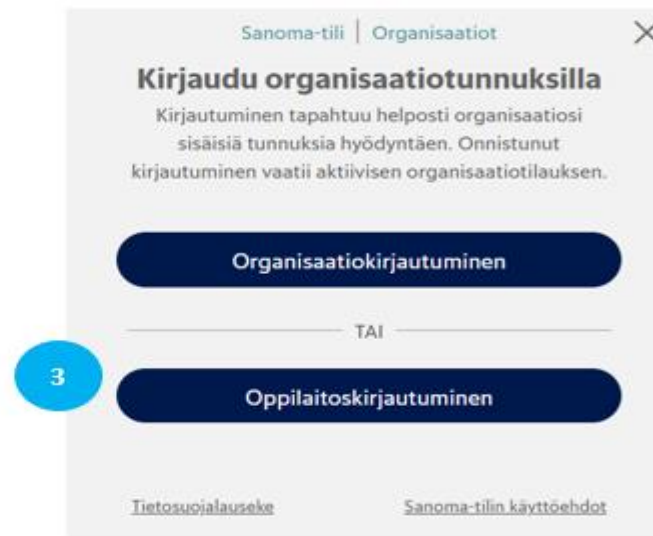 Sanoma-tili | Organisaatiot
Kirjaudu organisaatiotunnuksilla
Kirjautuminen tapahtuu helposti organisaatiosi
sisäisiä tunnuksia hyödyntäen. Onnistunut
kirjautuminen vaatii aktiivisen organisaatiotilauksen.
Organisaatiokirjautuminen
TAI
3
Oppilaitoskirjautuminen
Tietosuojalauseke
Sanoma-tilin käyttöehdot